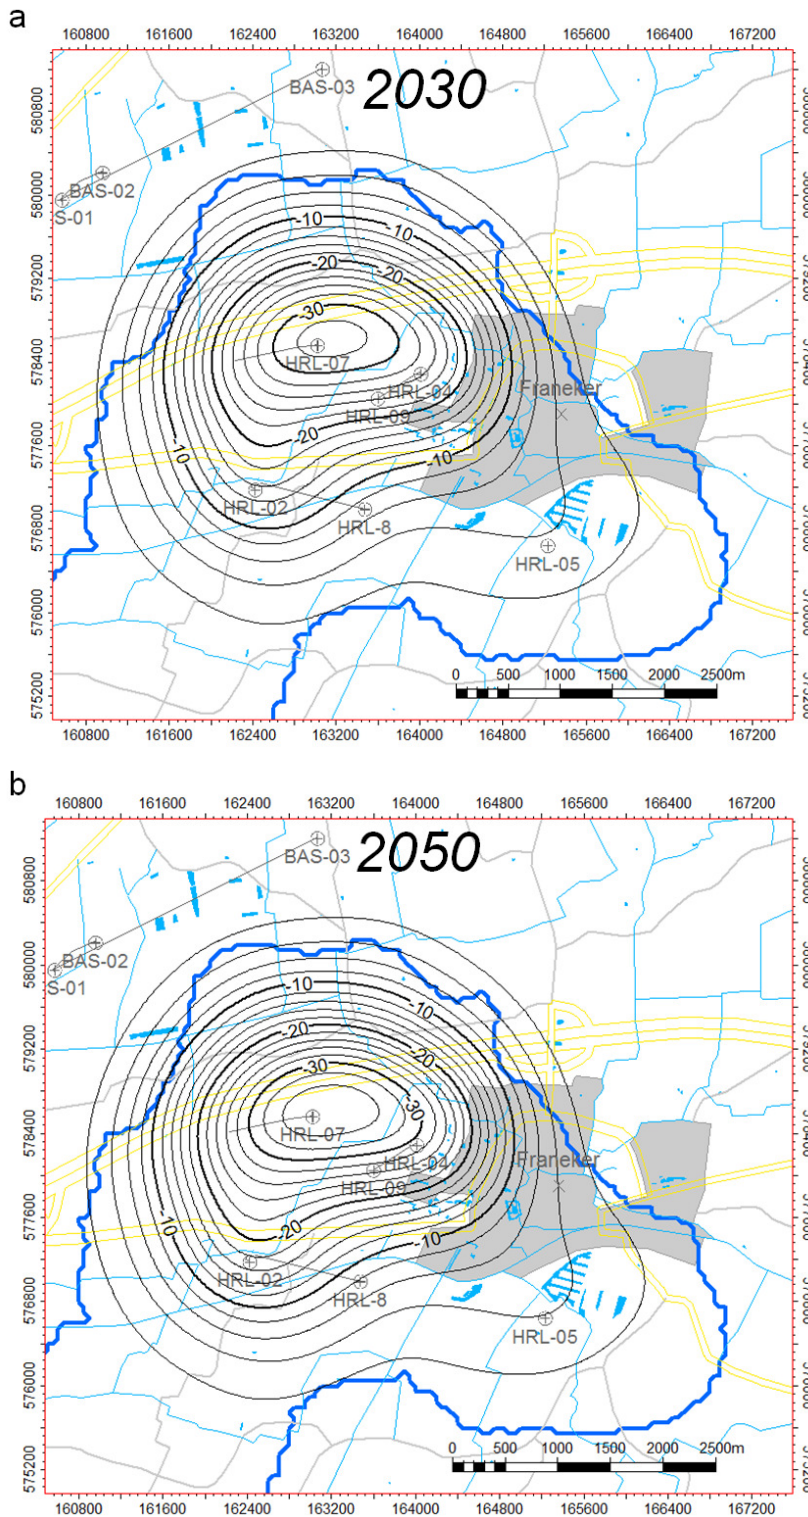 a
160800 161600 162400 163200 164000 164800 165600 166400 167200
2030
BAS-03
580800
BAS-02
580000
S-01
-10
-10
-20
-20
579200
-30
HRL-07
578400
HRL-04
Franeker
HRL-09
577600
-20
-10
-10
HRL-02
HRL-8
576800
HRL-05
576000
0 500 1000 1500 2000 2500m
575200
160800 161600 162400 163200 164000 164800 165600 166400 167200
b
160800 161600 162400 163200 164000 164800 165600 166400 167200
2050
BAS-03
580800
BAS-02
580000
S-01
-10
-10
-20
-20
579200
-30
-30
HRL-07
578400
HRL-04
Franeker
HRL-09
577600
-20
-10
-10
HRL-02
HRL-8
576800
HRL-05
576000
0 500 1000 1500 2000 2500m
575200
160800 161600 162400 163200 164000 164800 165600 166400 167200